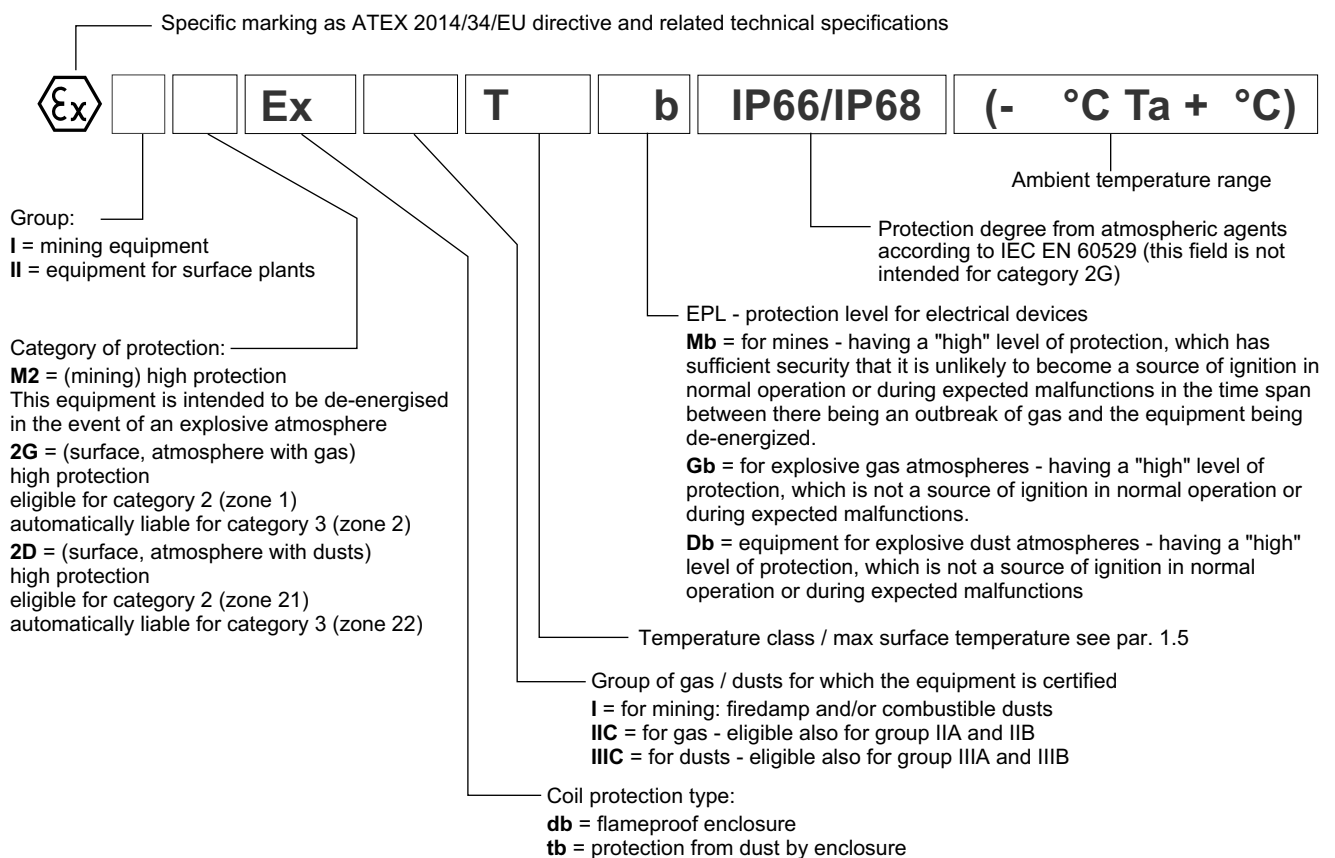 Specific marking as ATEX 2014/34/EU directive and related technical specifications
Ex Ex T b IP66/IP68 (- °C Ta + °C)
Ambient temperature range
Group:
I = mining equipment
II = equipment for surface plants
Protection degree from atmospheric agents
according to IEC EN 60529 (this field is not
intended for category 2G)
EPL - protection level for electrical devices
Mb = for mines - having a "high" level of protection, which has
sufficient security that it is unlikely to become a source of ignition in
normal operation or during expected malfunctions in the time span
between there being an outbreak of gas and the equipment being
de-energized.
Gb = for explosive gas atmospheres - having a "high" level of
protection, which is not a source of ignition in normal operation or
during expected malfunctions.
Db = equipment for explosive dust atmospheres - having a "high"
level of protection, which is not a source of ignition in normal
operation or during expected malfunctions
Category of protection:
M2 = (mining) high protection
This equipment is intended to be de-energised
in the event of an explosive atmosphere
2G = (surface, atmosphere with gas)
high protection
eligible for category 2 (zone 1)
automatically liable for category 3 (zone 2)
2D = (surface, atmosphere with dusts)
high protection
eligible for category 2 (zone 21)
automatically liable for category 3 (zone 22)
Temperature class / max surface temperature see par. 1.5
Group of gas / dusts for which the equipment is certified
I = for mining: firedamp and/or combustible dusts
IIC = for gas - eligible also for group IIA and IIB
IIIC = for dusts - eligible also for group IIIA and IIIB
Coil protection type:
db = flameproof enclosure
tb = protection from dust by enclosure